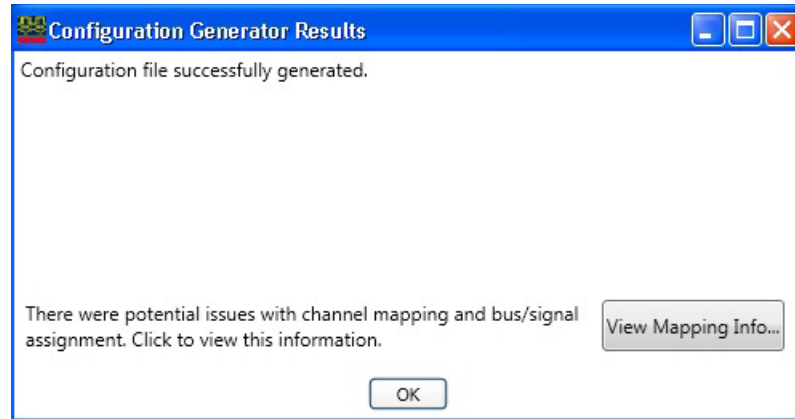 Configuration Generator Results
Configuration file successfully generated.
There were potential issues with channel mapping and bus/signal
assignment. Click to view this information.
View Mapping Info...
OK